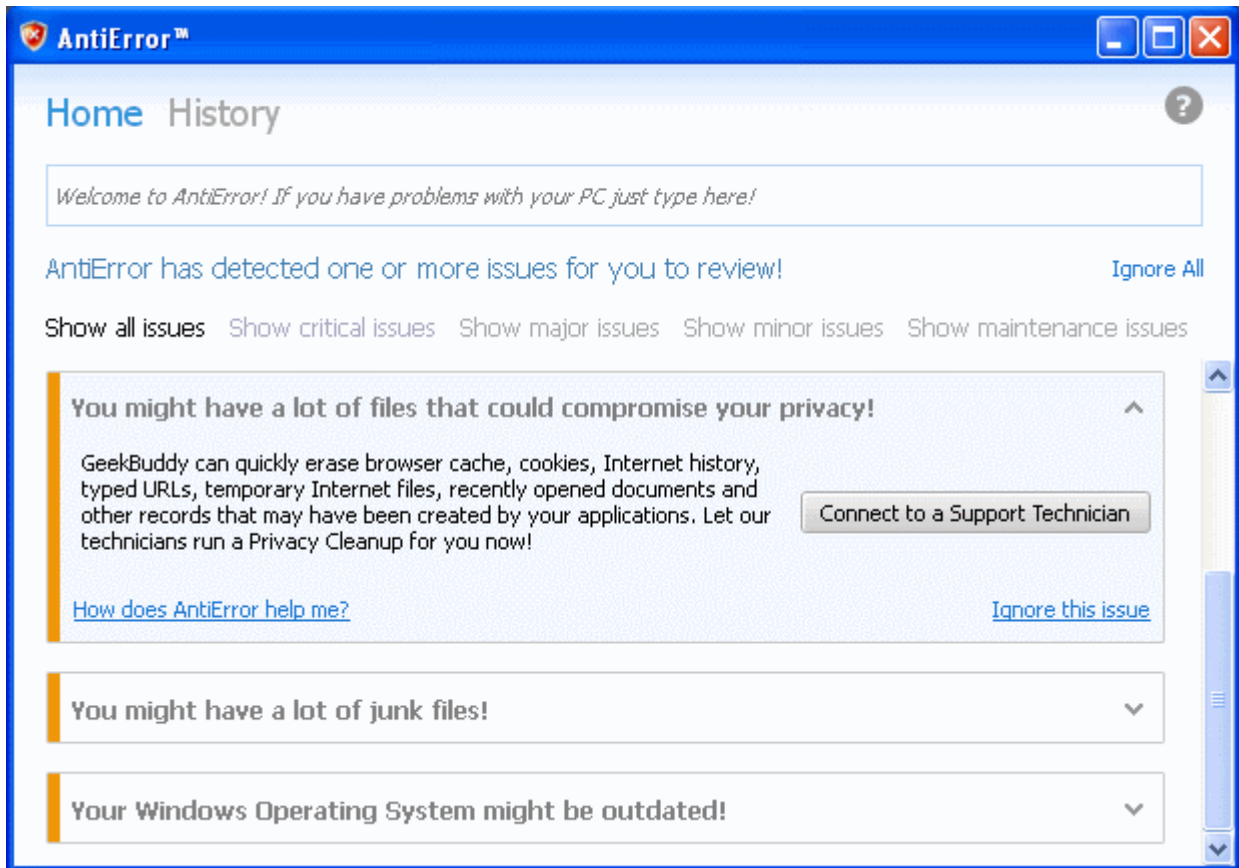 AntiError™
Home History
?
Welcome to AntiError! If you have problems with your PC just type here!
AntiError has detected one or more issues for you to review! Ignore All
Show all issues Show critical issues Show major issues Show minor issues Show maintenance issues
You might have a lot of files that could compromise your privacy!
GeekBuddy can quickly erase browser cache, cookies, Internet history,
typed URLs, temporary Internet files, recently opened documents and
other records that may have been created by your applications. Let our
technicians run a Privacy Cleanup for you now!
Connect to a Support Technician
How does AntiError help me? Ignore this issue
You might have a lot of junk files!
Your Windows Operating System might be outdated!